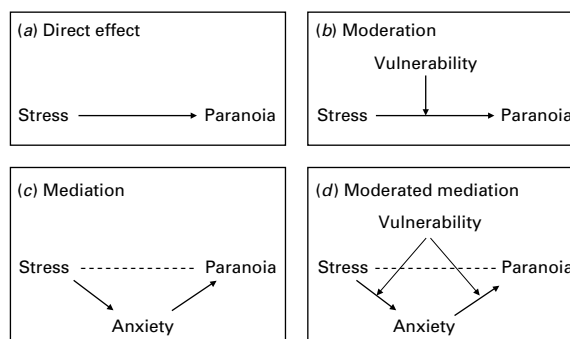 (a) Direct effect
Stress Paranoia
(b) Moderation
Vulnerability
Stress Paranoia
(c) Mediation
Stress Paranoia
Anxiety
(d) Moderated mediation
Vulnerability
Stress Paranoia
Anxiety